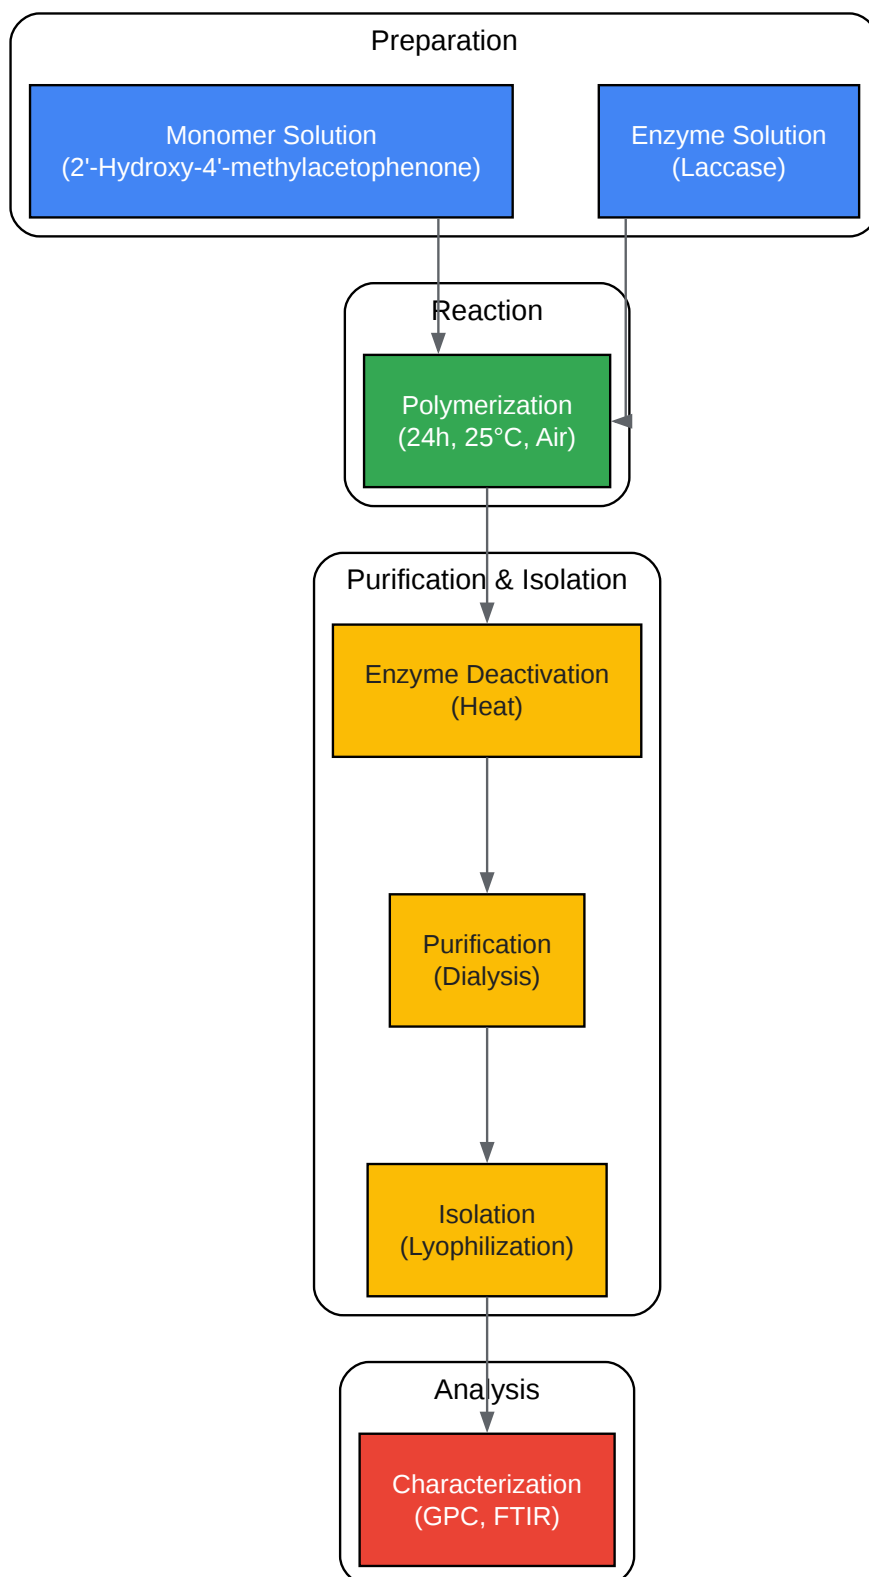 Preparation
Monomer Solution
(2'-Hydroxy-4'-methylacetophenone)
Enzyme Solution
(Laccase)
Reaction
Polymerization
(24h, 25°C, Air)
Purification & Isolation
Enzyme Deactivation
(Heat)
Purification
(Dialysis)
Isolation
(Lyophilization)
Analysis
Characterization
(GPC, FTIR)